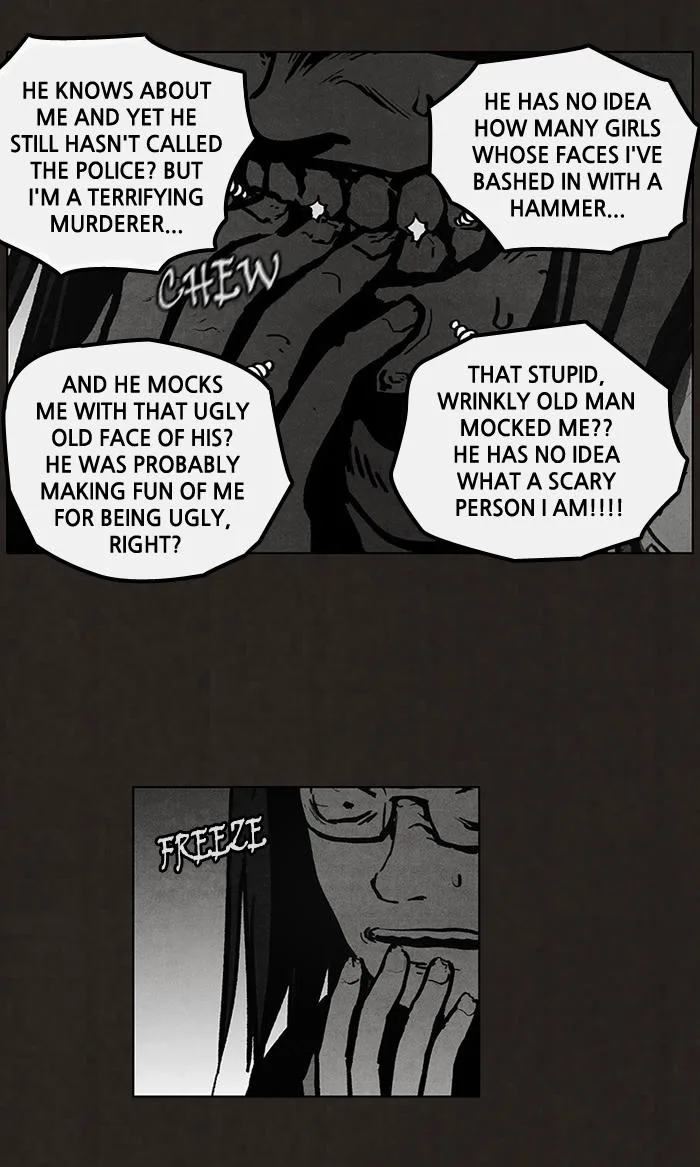 HE KNOWS ABOUT
ME AND YET HE
STILL HASN'T CALLED
THE POLICE? BUT
I'M A TERRIFYING
MURDERER...
HE HAS NO IDEA
HOW MANY GIRLS
WHOSE FACES I'VE
BASHED IN WITH A
HAMMER...
CHEW
AND HE MOCKS
ME WITH THAT UGLY
OLD FACE OF HIS?
HE WAS PROBABLY
MAKING FUN OF ME
FOR BEING UGLY,
RIGHT?
THAT STUPID,
WRINKLY OLD MAN
MOCKED ME??
HE HAS NO IDEA
WHAT A SCARY
PERSON I AM!!!!
FREEZE